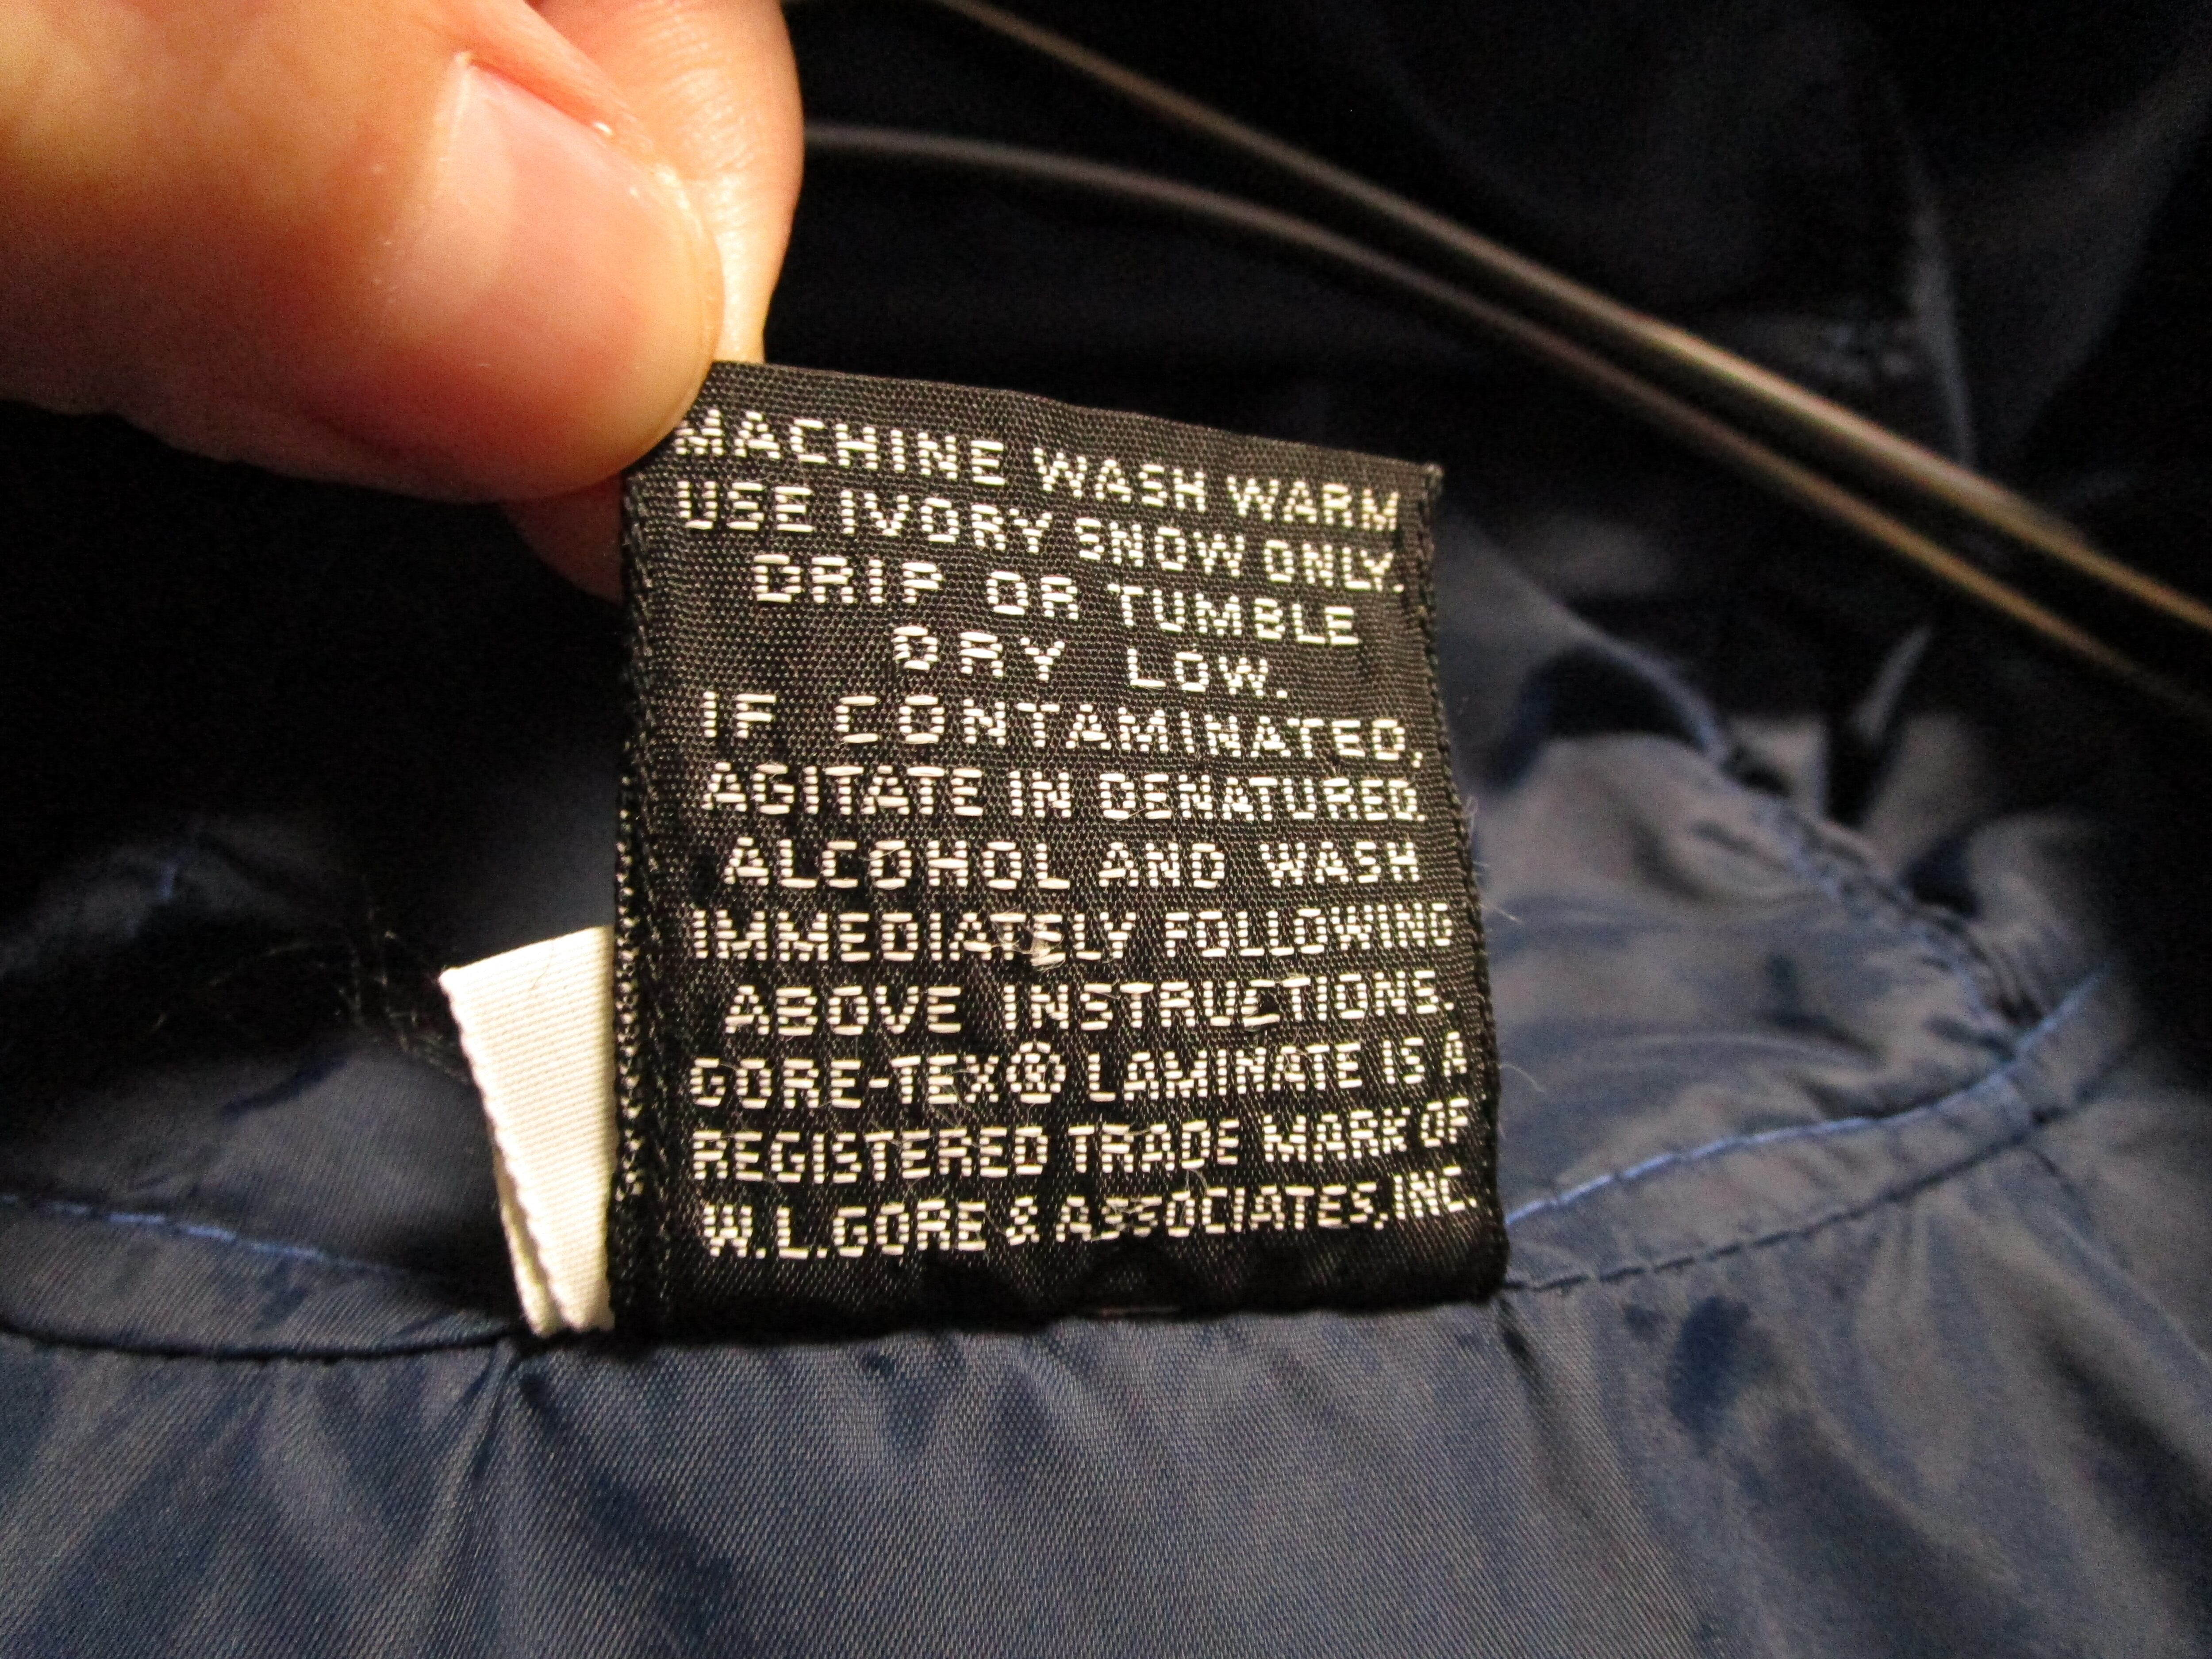 MACHINE WASH WARM
USE IVORY SNOW ONLY.
DRIP OR TUMBLE
DRY LOW.
IF CONTAMINATED,
AGITATE IN DENATURED.
ALCOHOL AND WASH
IMMEDIATELY FOLLOWING
ABOVE INSTRUCTIONS.
GORE-TEX® LAMINATE IS A
REGISTERED TRADE MARK OF
W.L.GORE & ASSOCIATES,INC.